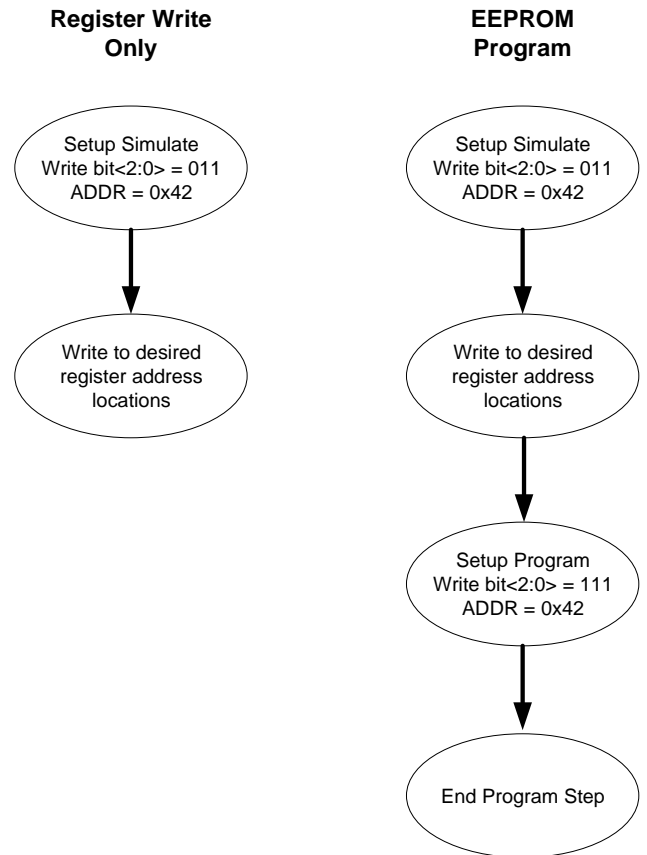 Register Write
Only
Setup Simulate
Write bit<2:0> = 011
ADDR = 0x42
Write to desired
register address
locations
EEPROM
Program
Setup Simulate
Write bit<2:0> = 011
ADDR = 0x42
Write to desired
register address
locations
Setup Program
Write bit<2:0> = 111
ADDR = 0x42
End Program Step